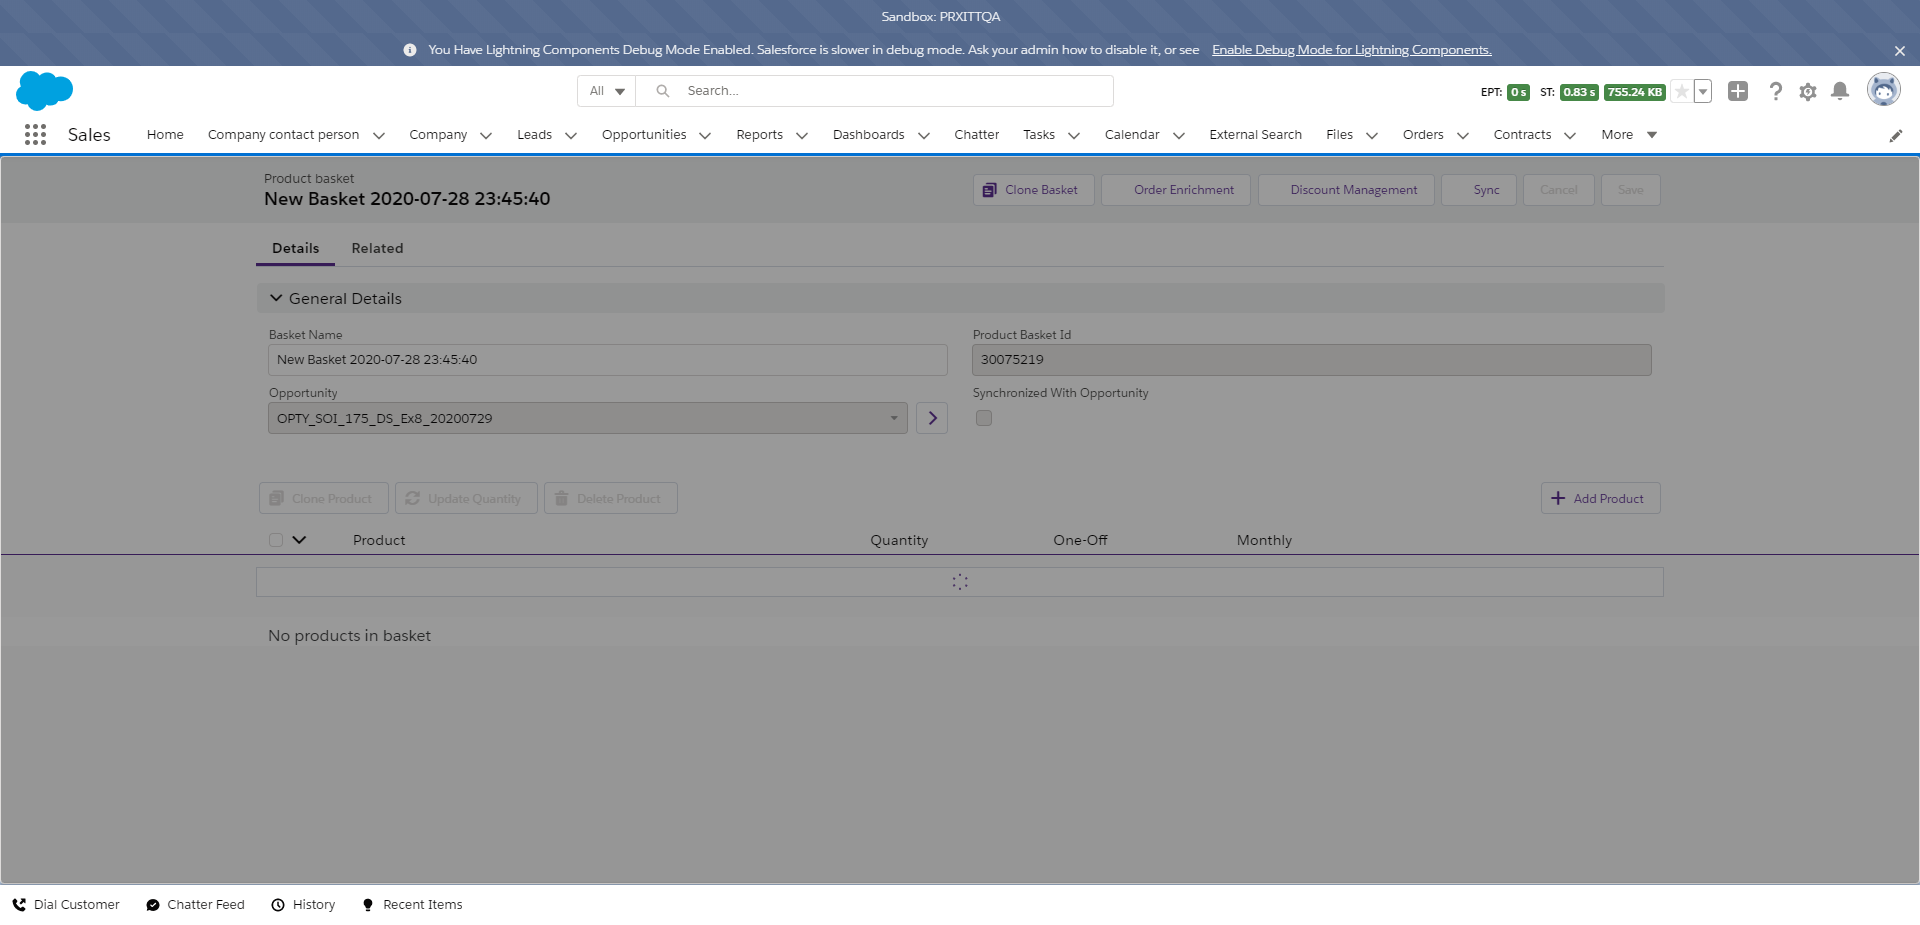 Sandbox: PRXITTQA
You Have Lightning Components Debug Mode Enabled. Salesforce is slower in debug mode. Ask your admin how to disable it, or see Enable Debug Mode for Lightning Components.
All Search... EPT: 0 s ST: 0.83 s 755.24 KB
Sales Home Company contact person Company Leads Opportunities Reports Dashboards Chatter Tasks Calendar External Search Files Orders Contracts More
Product basket
New Basket 2020-07-28 23:45:40
Clone Basket Order Enrichment Discount Management Sync Cancel Save
Details Related
General Details
Basket Name Product Basket Id
New Basket 2020-07-28 23:45:40 30075219
Opportunity Synchronized With Opportunity
OPTY_SOI_175_DS_Ex8_20200729
Clone Product Update Quantity Delete Product Add Product
Product Quantity One-Off Monthly
No products in basket
Dial Customer Chatter Feed History Recent Items